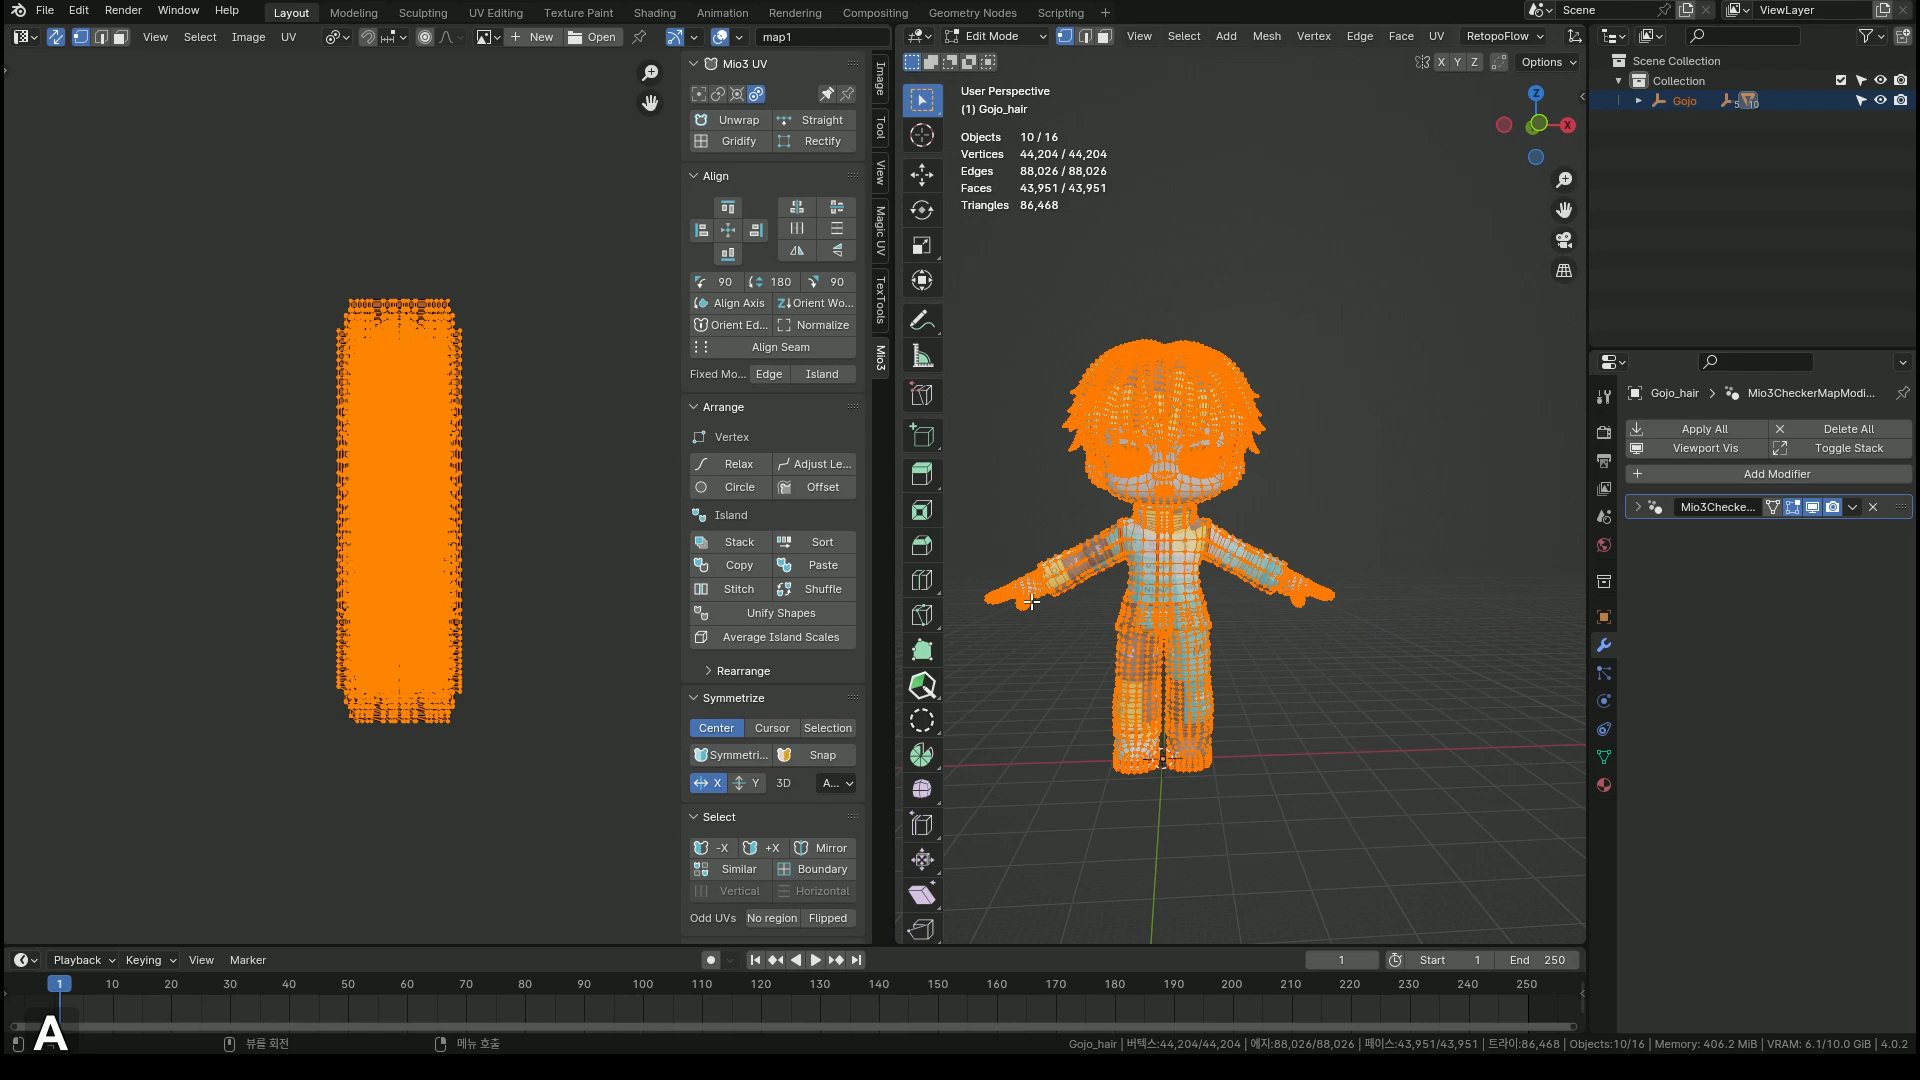 File Edit Render Window Help
Layout Modeling Sculpting UV Editing Texture Paint Shading Animation Rendering Compositing Geometry Nodes Scripting +
Scene ViewLayer
View Select Image UV New Open map1
Edit Mode View Select Add Mesh Vertex Edge Face UV RetopoFlow
X Y Z Options
Mio3 UV
Unwrap Straight
Gridify Rectify
Align
90 180 90
Align Axis Orient Wo...
Orient Ed... Normalize
Align Seam
Fixed Mo... Edge Island
Arrange
Vertex
Relax Adjust Le...
Circle Offset
Island
Stack Sort
Copy Paste
Stitch Shuffle
Unify Shapes
Average Island Scales
Rearrange
Symmetrize
Center Cursor Selection
Symmetri... Snap
X Y 3D A...
Select
-X +X Mirror
Similar Boundary
Vertical Horizontal
Odd UVs No region Flipped
Image
Tool
View
Magic UV
TexTools
Mio3
User Perspective
(1) Gojo_hair
Objects 10 / 16
Vertices 44,204 / 44,204
Edges 88,026 / 88,026
Faces 43,951 / 43,951
Triangles 86,468
Z
X
Scene Collection
Collection
Gojo 5 10
Gojo_hair > Mio3CheckerMapModi...
Apply All Delete All
Viewport Vis Toggle Stack
Add Modifier
Mio3Checke...
Playback Keying View Marker
1 Start 1 End 250
1 10 20 30 40 50 60 70 80 90 100 110 120 130 140 150 160 170 180 190 200 210 220 230 240 250
A
뷰를 회전 메뉴 호출
Gojo_hair | 버텍스:44,204/44,204 | 에지:88,026/88,026 | 페이스:43,951/43,951 | 트라이:86,468 | Objects:10/16 | Memory: 406.2 MiB | VRAM: 6.1/10.0 GiB | 4.0.2